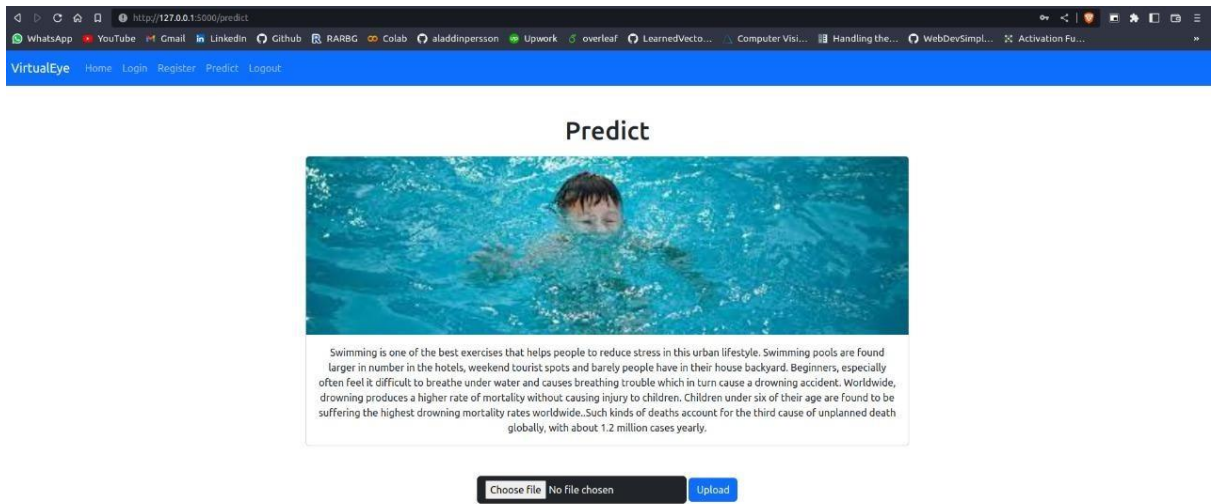 http://127.0.0.1:5000/predict
WhatsApp YouTube Gmail LinkedIn Github RARBG Colab aladdinpersson Upwork overleaf LearnedVecto... Computer Visi... Handling the... WebDevSimpl... Activation Fu... »
VirtualEye Home Login Register Predict Logout
Predict
Swimming is one of the best exercises that helps people to reduce stress in this urban lifestyle. Swimming pools are found
larger in number in the hotels, weekend tourist spots and barely people have in their house backyard. Beginners, especially
often feel it difficult to breathe under water and causes breathing trouble which in turn cause a drowning accident. Worldwide,
drowning produces a higher rate of mortality without causing injury to children. Children under six of their age are found to be
suffering the highest drowning mortality rates worldwide..Such kinds of deaths account for the third cause of unplanned death
globally, with about 1.2 million cases yearly.
Choose file No file chosen Upload